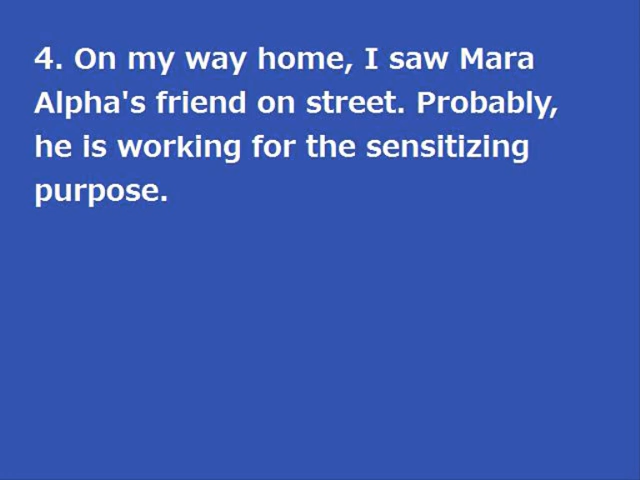 4. On my way home, I saw Mara
Alpha's friend on street. Probably,
he is working for the sensitizing
purpose.